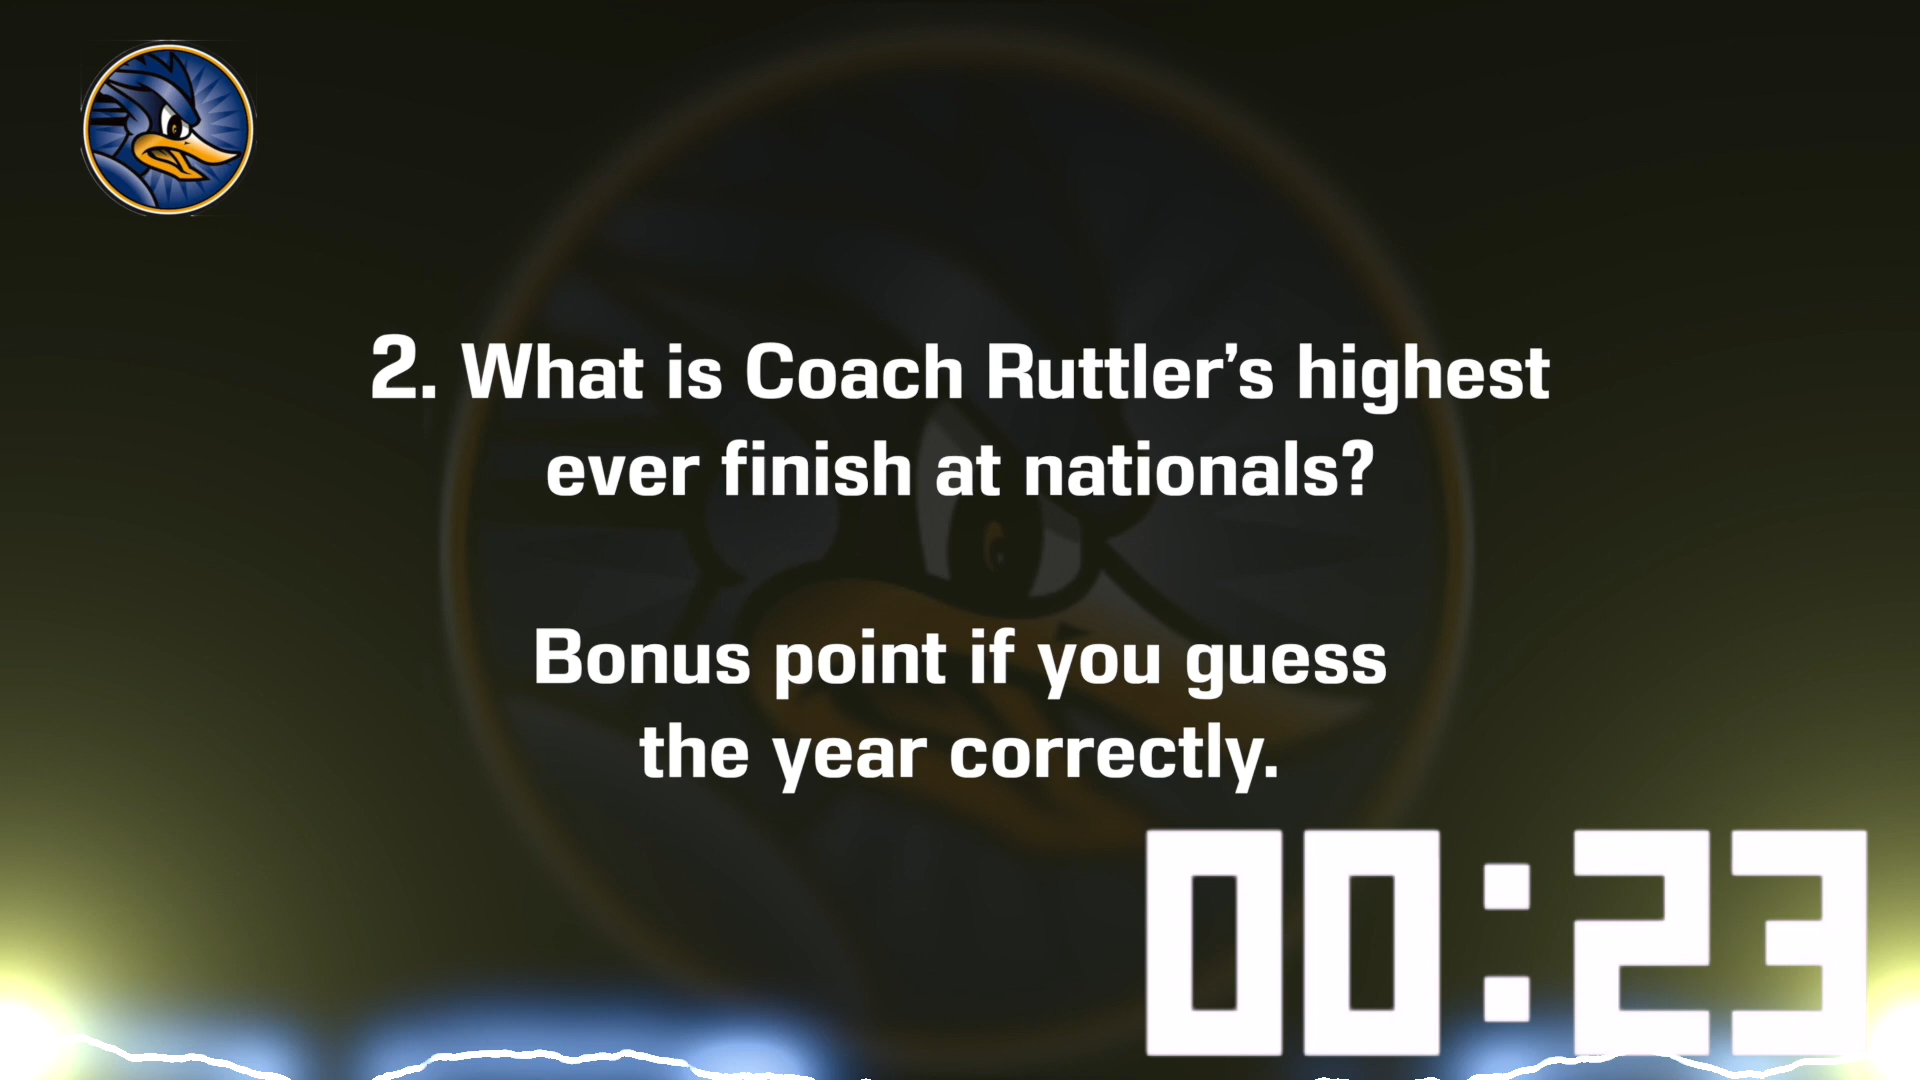 2. What is Coach Ruttler’s highest
ever finish at nationals?
Bonus point if you guess
the year correctly.
00:23